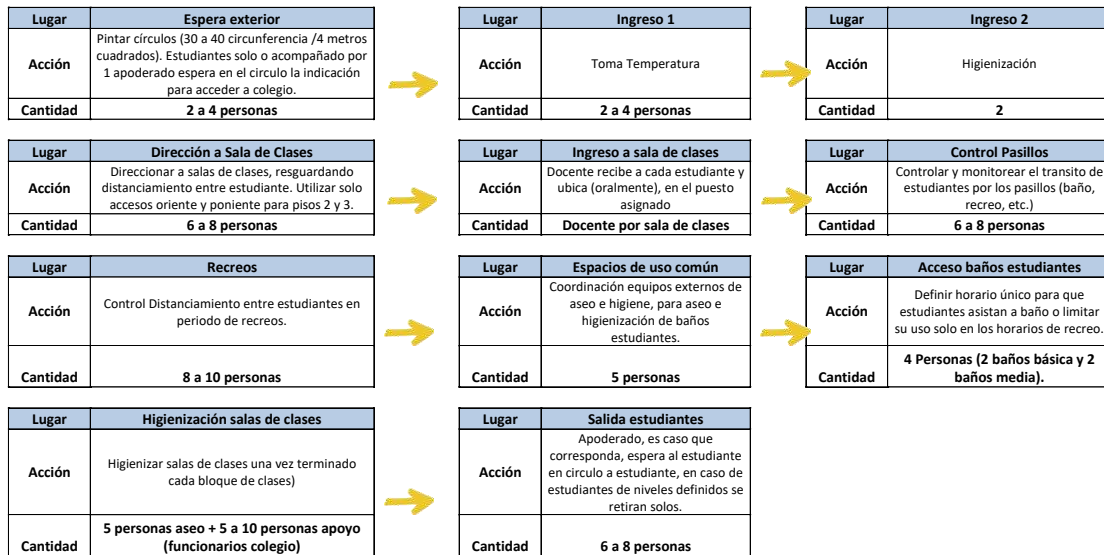 Lugar Espera exterior
Acción Pintar círculos (30 a 40 circunferencia /4 metros
cuadrados). Estudiantes solo o acompañado por
1 apoderado espera en el circulo la indicación
para acceder a colegio.
Cantidad 2 a 4 personas
Lugar Ingreso 1
Acción Toma Temperatura
Cantidad 2 a 4 personas
Lugar Ingreso 2
Acción Higienización
Cantidad 2
Lugar Dirección a Sala de Clases
Acción Direccionar a salas de clases, resguardando
distanciamiento entre estudiante. Utilizar solo
accesos oriente y poniente para pisos 2 y 3.
Cantidad 6 a 8 personas
Lugar Ingreso a sala de clases
Acción Docente recibe a cada estudiante y
ubica (oralmente), en el puesto
asignado
Cantidad Docente por sala de clases
Lugar Control Pasillos
Acción Controlar y monitorear el transito de
estudiantes por los pasillos (baño,
recreo, etc.)
Cantidad 6 a 8 personas
Lugar Recreos
Acción Control Distanciamiento entre estudiantes en
periodo de recreos.
Cantidad 8 a 10 personas
Lugar Espacios de uso común
Acción Coordinación equipos externos de
aseo e higiene, para aseo e
higienización de baños
estudiantes.
Cantidad 5 personas
Lugar Acceso baños estudiantes
Acción Definir horario único para que
estudiantes asistan a baño o limitar
su uso solo en los horarios de recreo.
Cantidad 4 Personas (2 baños básica y 2
baños media).
Lugar Higienización salas de clases
Acción Higienizar salas de clases una vez terminado
cada bloque de clases)
Cantidad 5 personas aseo + 5 a 10 personas apoyo
(funcionarios colegio)
Lugar Salida estudiantes
Acción Apoderado, es caso que
corresponda, espera al estudiante
en circulo a estudiante, en caso de
estudiantes de niveles definidos se
retiran solos.
Cantidad 6 a 8 personas